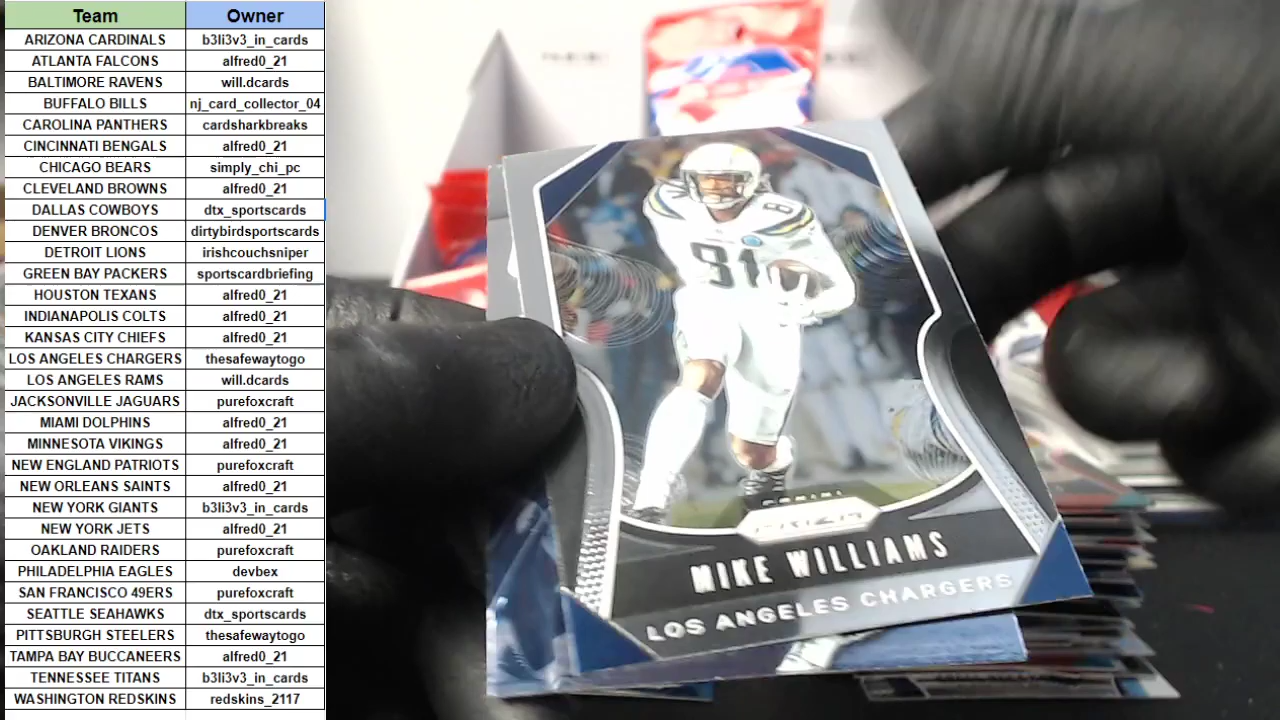 Team Owner
ARIZONA CARDINALS b3li3v3_in_cards
ATLANTA FALCONS alfred0_21
BALTIMORE RAVENS will.dcards
BUFFALO BILLS nj_card_collector_04
CAROLINA PANTHERS cardsharkbreaks
CINCINNATI BENGALS alfred0_21
CHICAGO BEARS simply_chi_pc
CLEVELAND BROWNS alfred0_21
DALLAS COWBOYS dtx_sportscards
DENVER BRONCOS dirtybirdsportscards
DETROIT LIONS irishcouchsniper
GREEN BAY PACKERS sportscardbriefing
HOUSTON TEXANS alfred0_21
INDIANAPOLIS COLTS alfred0_21
KANSAS CITY CHIEFS alfred0_21
LOS ANGELES CHARGERS thesafewaytogo
LOS ANGELES RAMS will.dcards
JACKSONVILLE JAGUARS purefoxcraft
MIAMI DOLPHINS alfred0_21
MINNESOTA VIKINGS alfred0_21
NEW ENGLAND PATRIOTS purefoxcraft
NEW ORLEANS SAINTS alfred0_21
NEW YORK GIANTS b3li3v3_in_cards
NEW YORK JETS alfred0_21
OAKLAND RAIDERS purefoxcraft
PHILADELPHIA EAGLES devbex
SAN FRANCISCO 49ERS purefoxcraft
SEATTLE SEAHAWKS dtx_sportscards
PITTSBURGH STEELERS thesafewaytogo
TAMPA BAY BUCCANEERS alfred0_21
TENNESSEE TITANS b3li3v3_in_cards
WASHINGTON REDSKINS redskins_2117
8
81
PANINI
PRIZM
MIKE WILLIAMS
LOS ANGELES CHARGERS